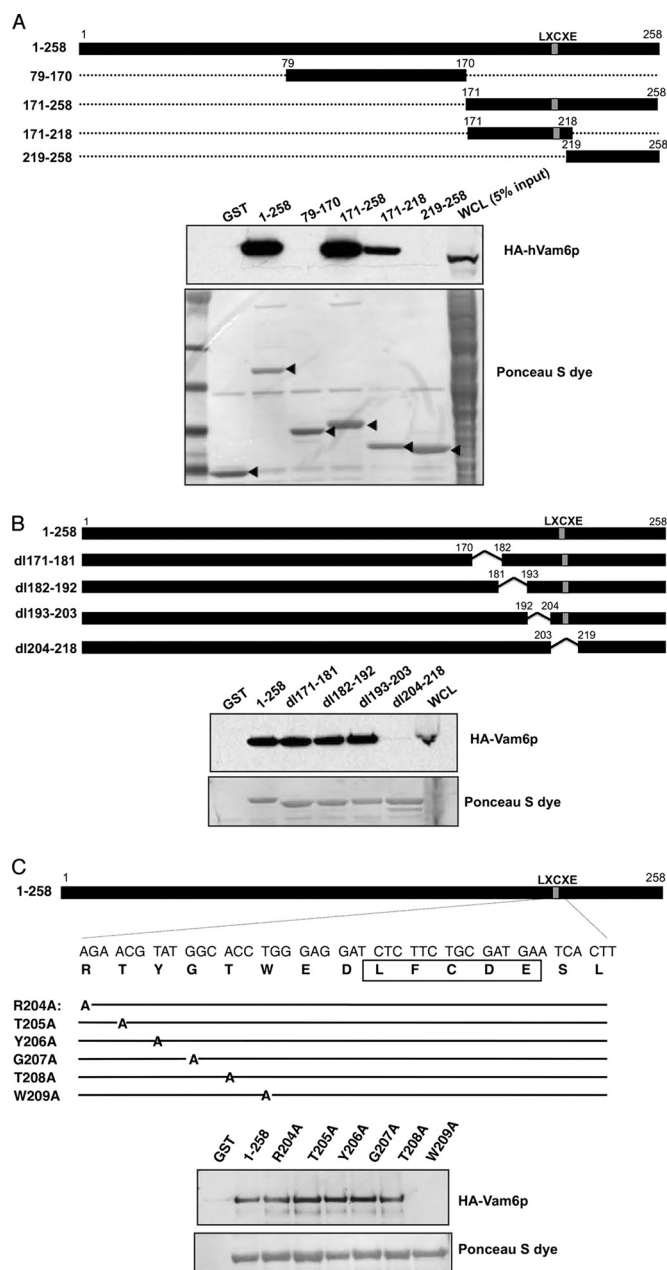 A
1 LXCXE 258
1-258
79 170
79-170
171 258
171-258
171 218
171-218
219 258
219-258
GST 1-258 79-170 171-258 171-218 219-258 WCL (5% input)
HA-hVam6p
Ponceau S dye
B
1 LXCXE 258
1-258
170 182
dl171-181
181 193
dl182-192
192 204
dl193-203
203 219
dl204-218
GST 1-258 dl171-181 dl182-192 dl193-203 dl204-218 WCL
HA-Vam6p
Ponceau S dye
C
1 LXCXE 258
1-258
AGA ACG TAT GGC ACC TGG GAG GAT CTC TTC TGC GAT GAA TCA CTT
R T Y G T W E D L F C D E S L
R204A: A
T205A A
Y206A A
G207A A
T208A A
W209A A
GST 1-258 R204A T205A Y206A G207A T208A W209A
HA-Vam6p
Ponceau S dye